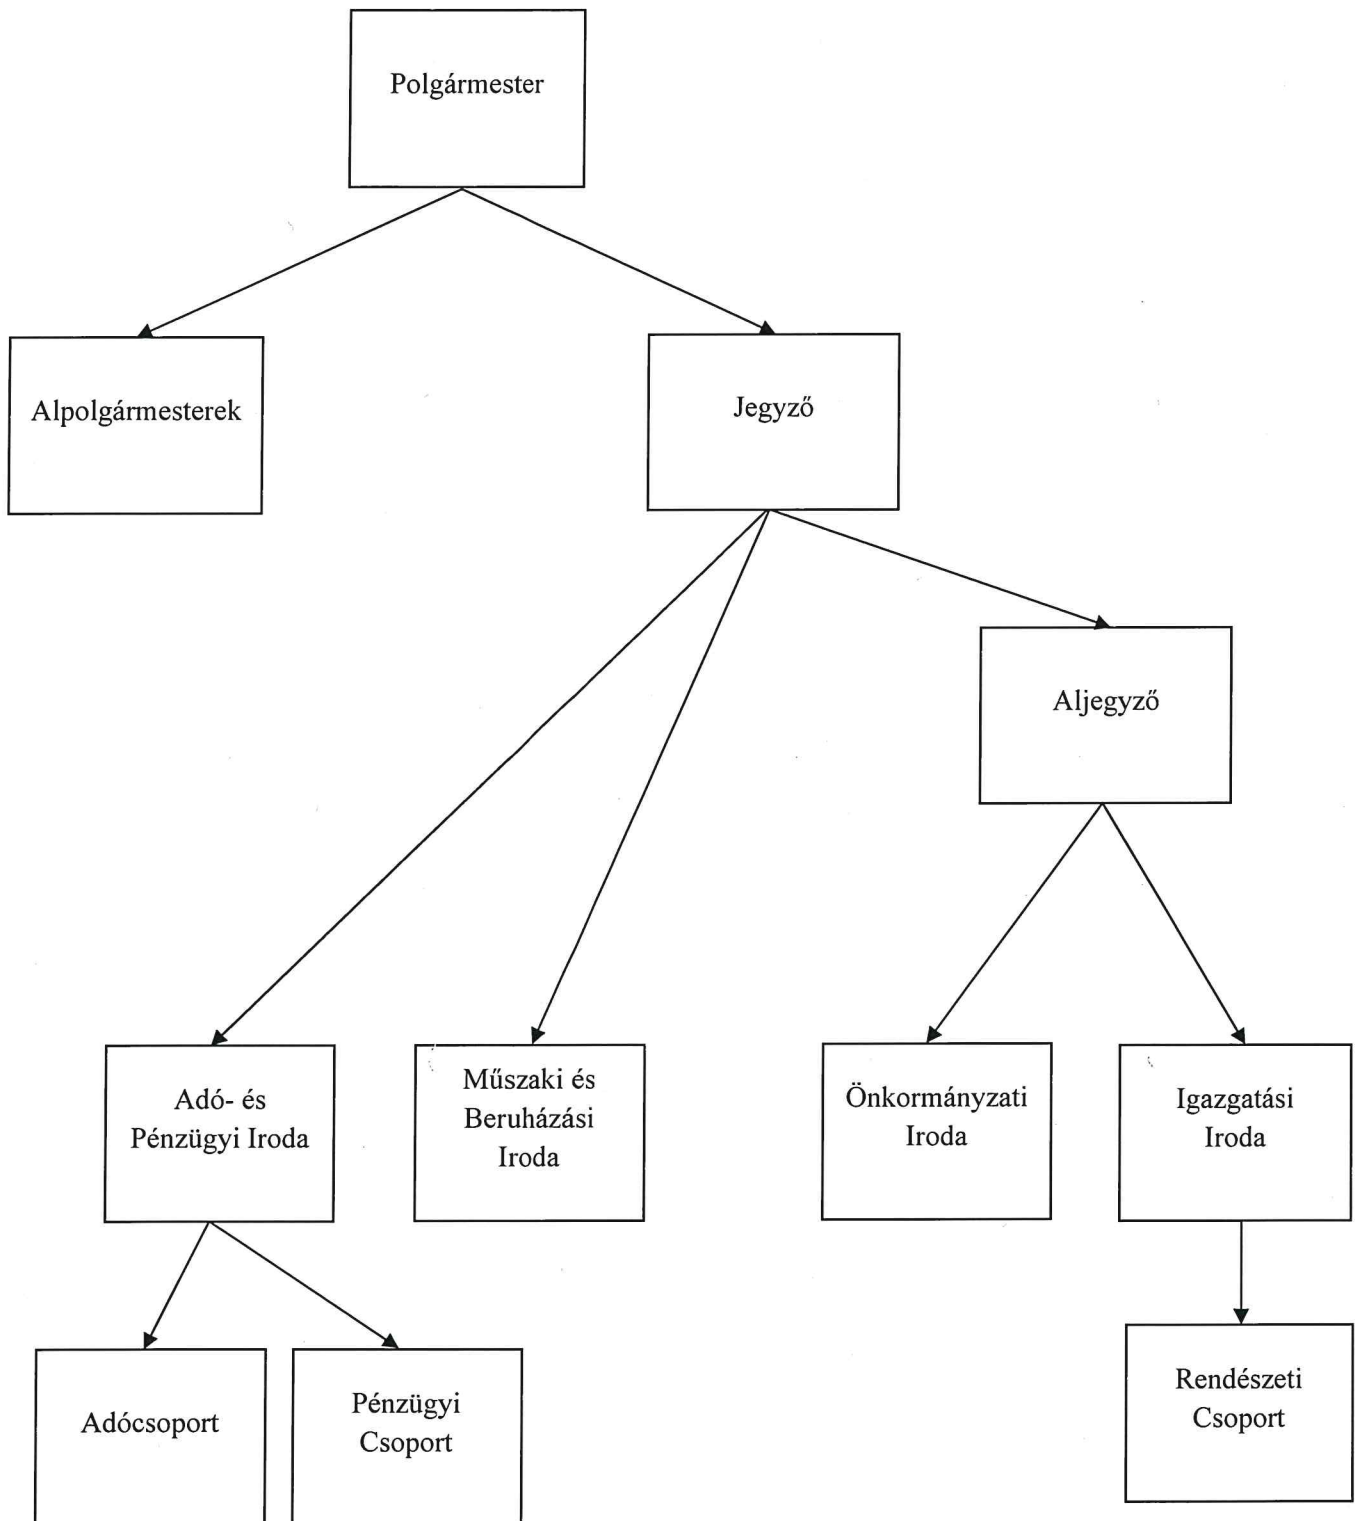 Polgármester
Alpolgármesterek
Jegyző
Aljegyző
Adó- és
Pénzügyi Iroda
Műszaki és
Beruházási
Iroda
Önkormányzati
Iroda
Igazgatási
Iroda
Adócsoport
Pénzügyi
Csoport
Rendészeti
Csoport